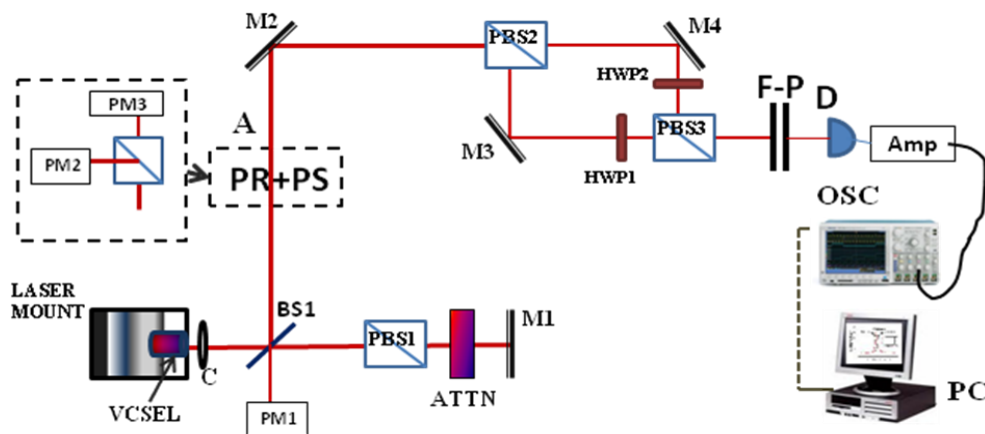 M2
M4
PBS2
HWP2
PM3
A
F-P
D
PM2
PBS3
Amp
M3
PR+PS
HWP1
OSC
LASER
MOUNT
BS1
M1
PBS1
C
PC
VCSEL
PM1
ATTN